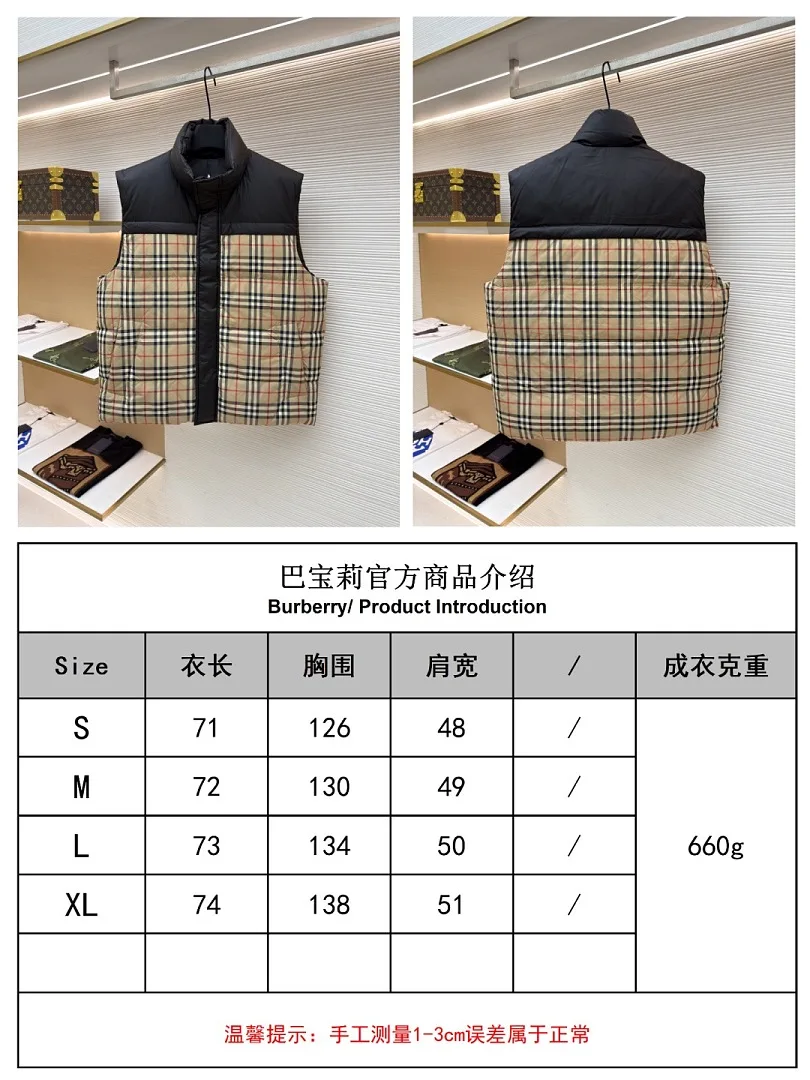 巴宝莉官方商品介绍
Burberry/ Product Introduction
Size 衣长 胸围 肩宽 / 成衣克重
S 71 126 48 /
M 72 130 49 /
L 73 134 50 / 660g
XL 74 138 51 /
温馨提示：手工测量1-3cm误差属于正常